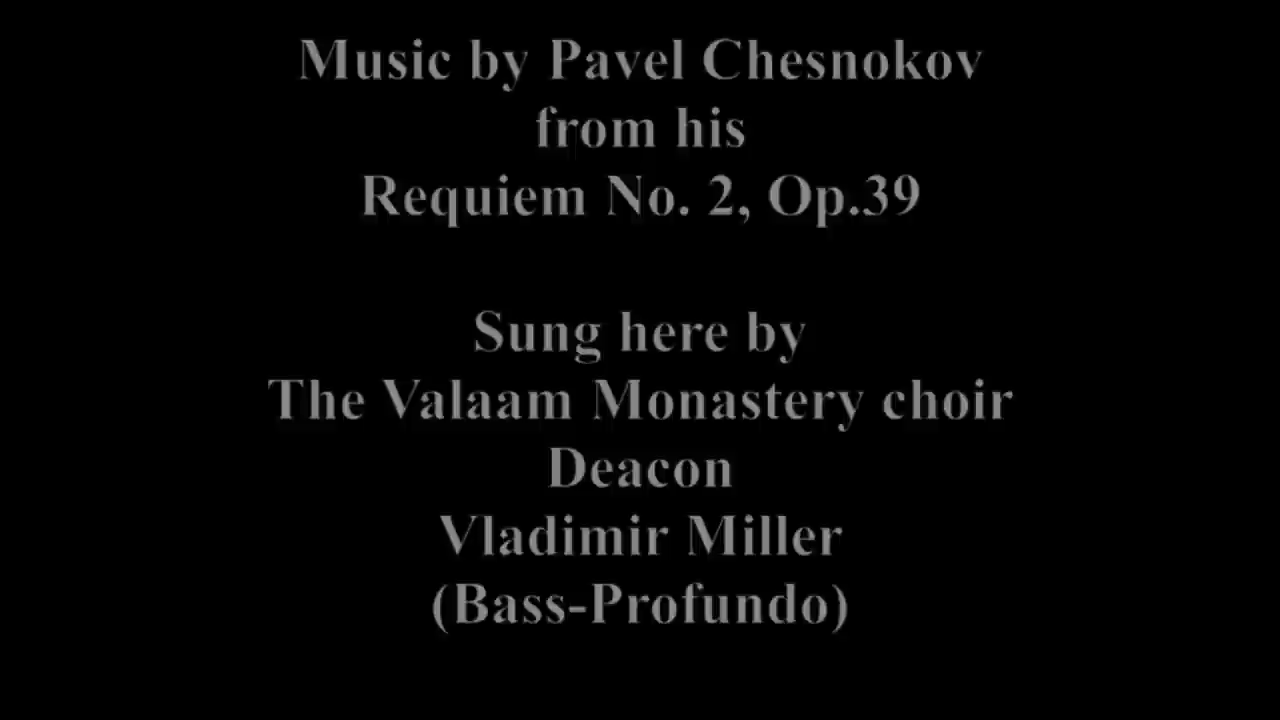 Music by Pavel Chesnokov
from his
Requiem No. 2, Op.39
Sung here by
The Valaam Monastery choir
Deacon
Vladimir Miller
(Bass-Profundo)